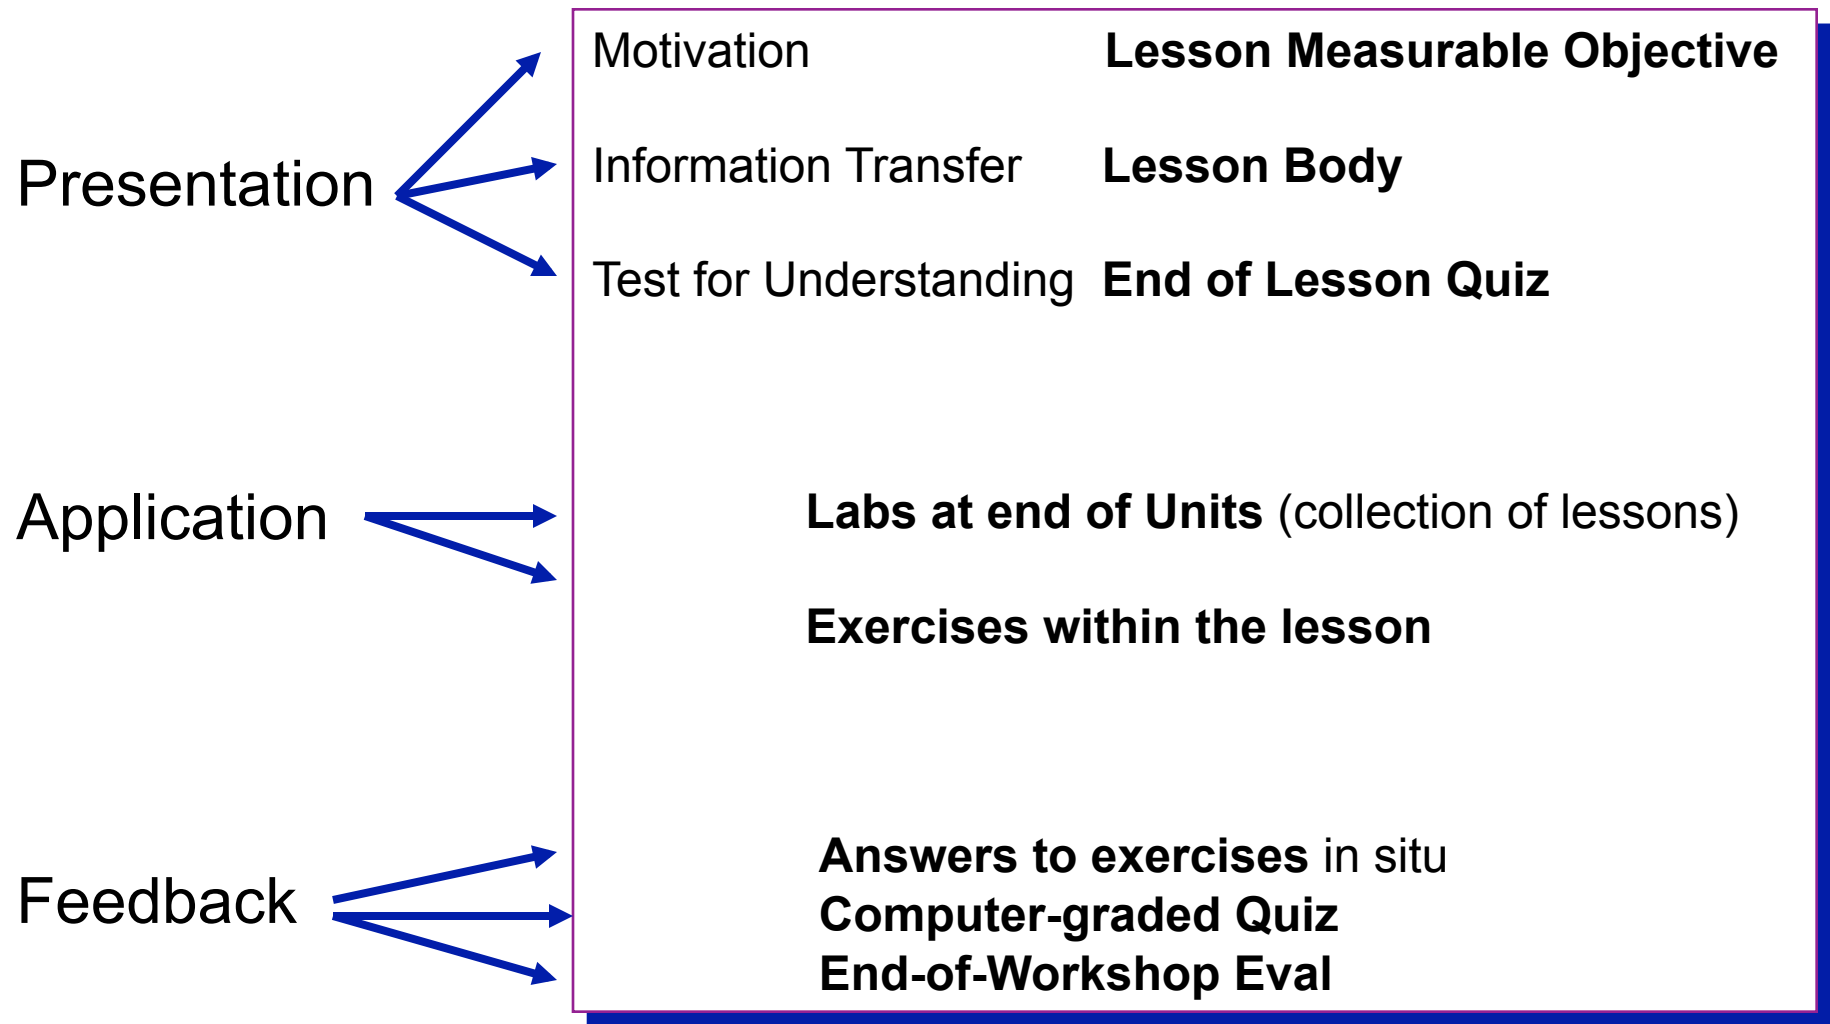 Motivation Lesson Measurable Objective
Presentation
Information Transfer Lesson Body
Test for Understanding End of Lesson Quiz
Application
Labs at end of Units (collection of lessons)
Exercises within the lesson
Feedback
Answers to exercises in situ
Computer-graded Quiz
End-of-Workshop Eval